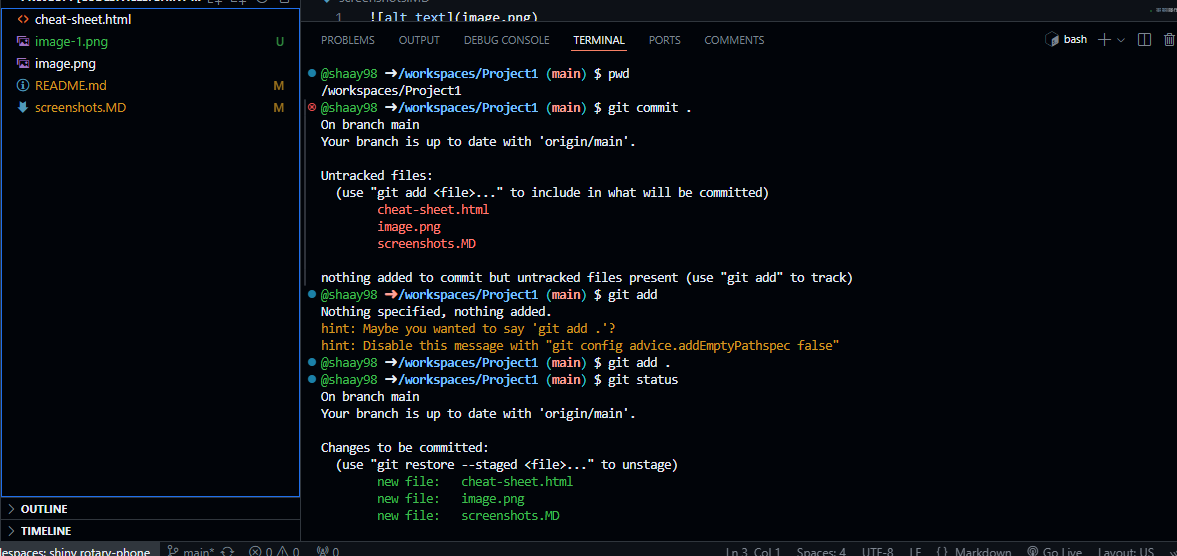 cheat-sheet.html
image-1.png U
image.png
README.md M
screenshots.MD M
OUTLINE
TIMELINE
1 ![alt text](image.png)
PROBLEMS OUTPUT DEBUG CONSOLE TERMINAL PORTS COMMENTS bash
@shaay98 ➜/workspaces/Project1 (main) $ pwd
/workspaces/Project1
@shaay98 ➜/workspaces/Project1 (main) $ git commit .
On branch main
Your branch is up to date with 'origin/main'.
Untracked files:
(use "git add <file>..." to include in what will be committed)
cheat-sheet.html
image.png
screenshots.MD
nothing added to commit but untracked files present (use "git add" to track)
@shaay98 ➜/workspaces/Project1 (main) $ git add
Nothing specified, nothing added.
hint: Maybe you wanted to say 'git add .'?
hint: Disable this message with "git config advice.addEmptyPathspec false"
@shaay98 ➜/workspaces/Project1 (main) $ git add .
@shaay98 ➜/workspaces/Project1 (main) $ git status
On branch main
Your branch is up to date with 'origin/main'.
Changes to be committed:
(use "git restore --staged <file>..." to unstage)
new file: cheat-sheet.html
new file: image.png
new file: screenshots.MD
shiny rotary-phone main* 0 0 0 Ln 3, Col 1 Spaces: 4 UTF-8 LF {} Markdown Go Live Layout: US